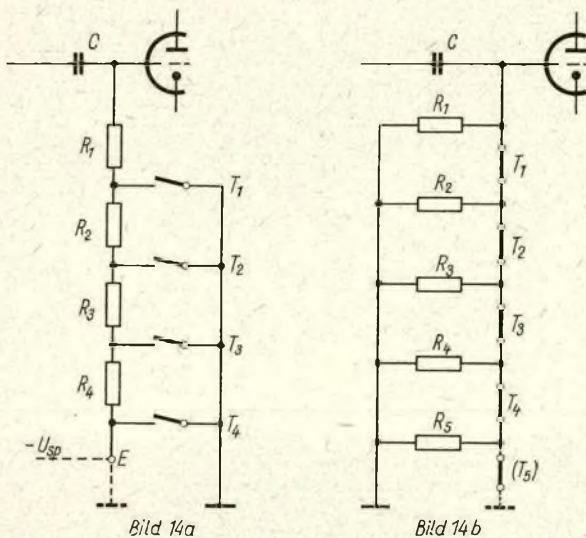 C
R1
T1
R2
T2
R3
T3
R4
T4
-Usp
E
Bild 14a
C
R1
T1
R2
T2
R3
T3
R4
T4
R5
(T5)
Bild 14b